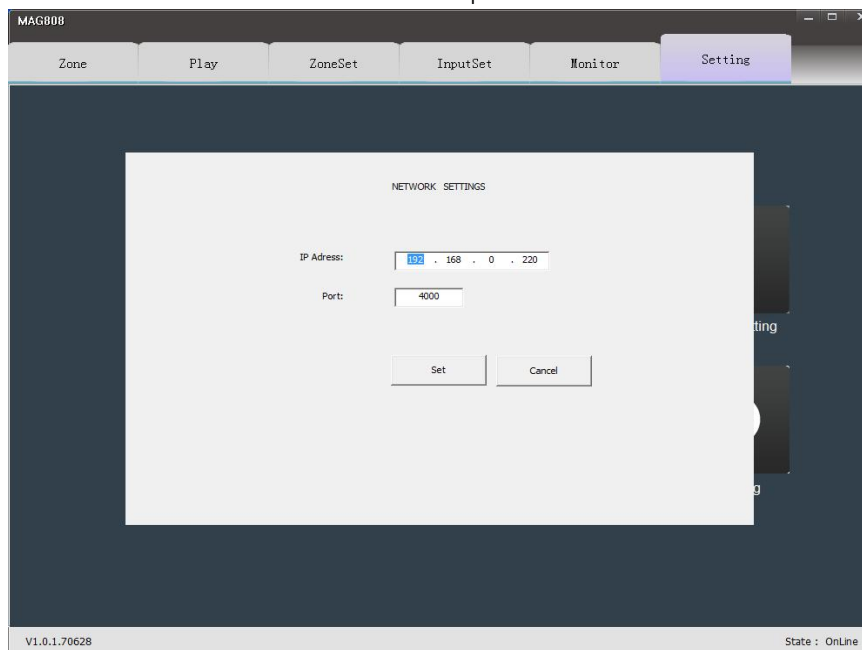 MAG808
Zone Play ZoneSet InputSet Monitor Setting
NETWORK SETTINGS
IP Adress: 192 . 168 . 0 . 220
Port: 4000
ting
Set Cancel
g
V1.0.1.70628 State : OnLine